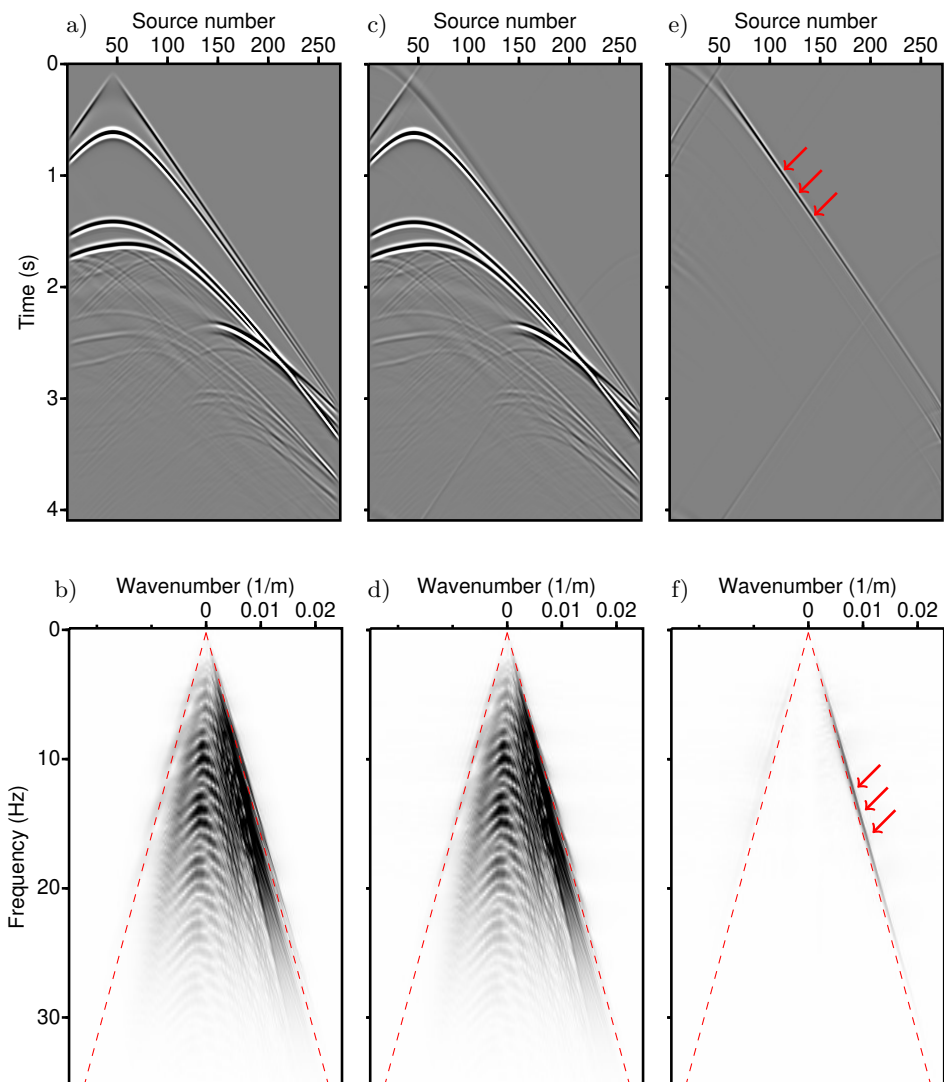 a) Source number
50 100 150 200 250
c) Source number
50 100 150 200 250
e) Source number
50 100 150 200 250
Time (s)
0
1
2
3
4
b) Wavenumber (1/m)
0 0.01 0.02
d) Wavenumber (1/m)
0 0.01 0.02
f) Wavenumber (1/m)
0 0.01 0.02
Frequency (Hz)
0
10
20
30